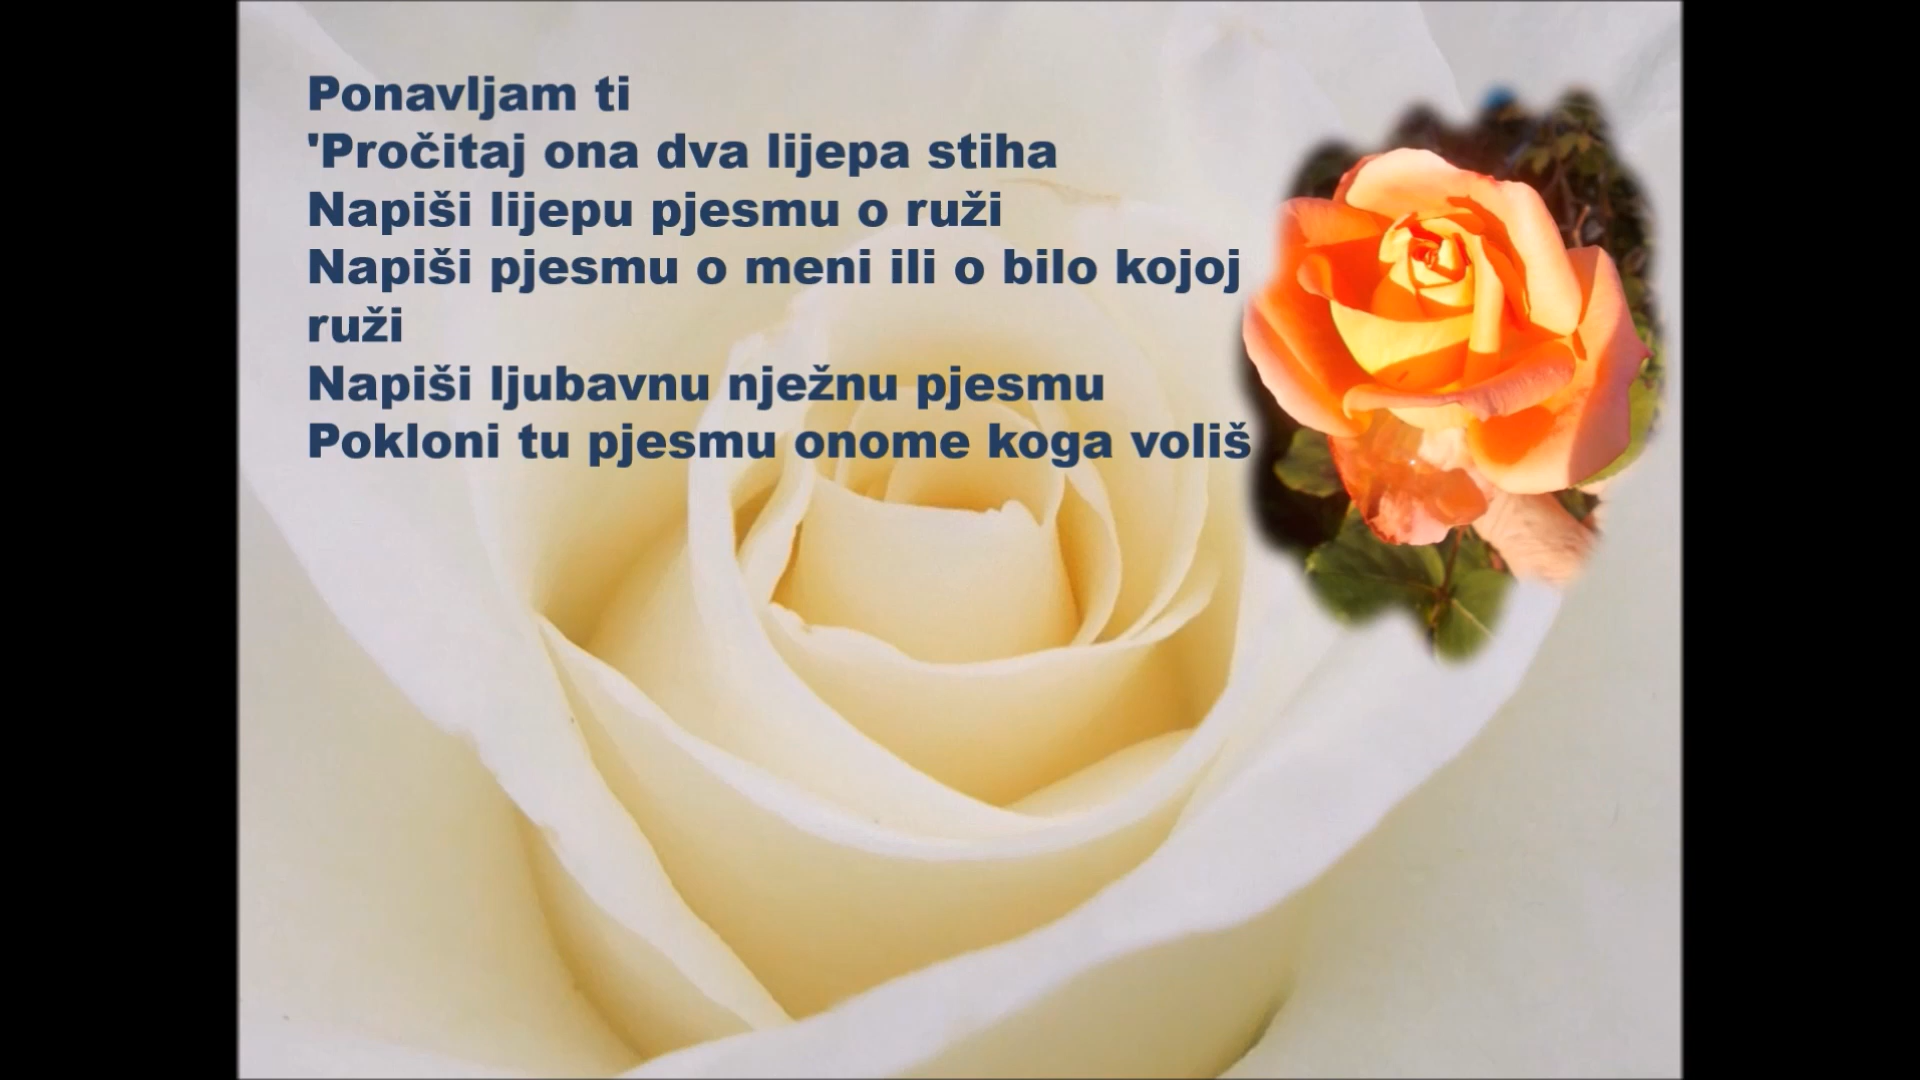 Ponavljam ti
'Pročitaj ona dva lijepa stiha
Napiši lijepu pjesmu o ruži
Napiši pjesmu o meni ili o bilo kojoj
ruži
Napiši ljubavnu nježnu pjesmu
Pokloni tu pjesmu onome koga voliš